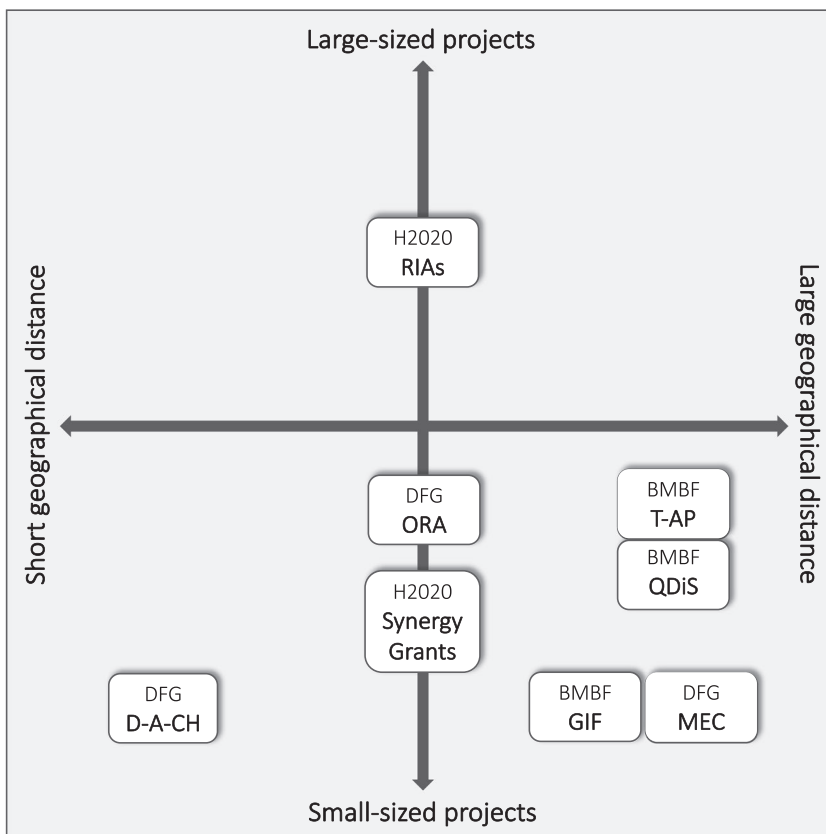 Large-sized projects
H2020
RIAs
Short geographical distance
Large geographical distance
DFG
ORA
BMBF
T-AP
BMBF
QDiS
H2020
Synergy
Grants
DFG
D-A-CH
BMBF
GIF
DFG
MEC
Small-sized projects